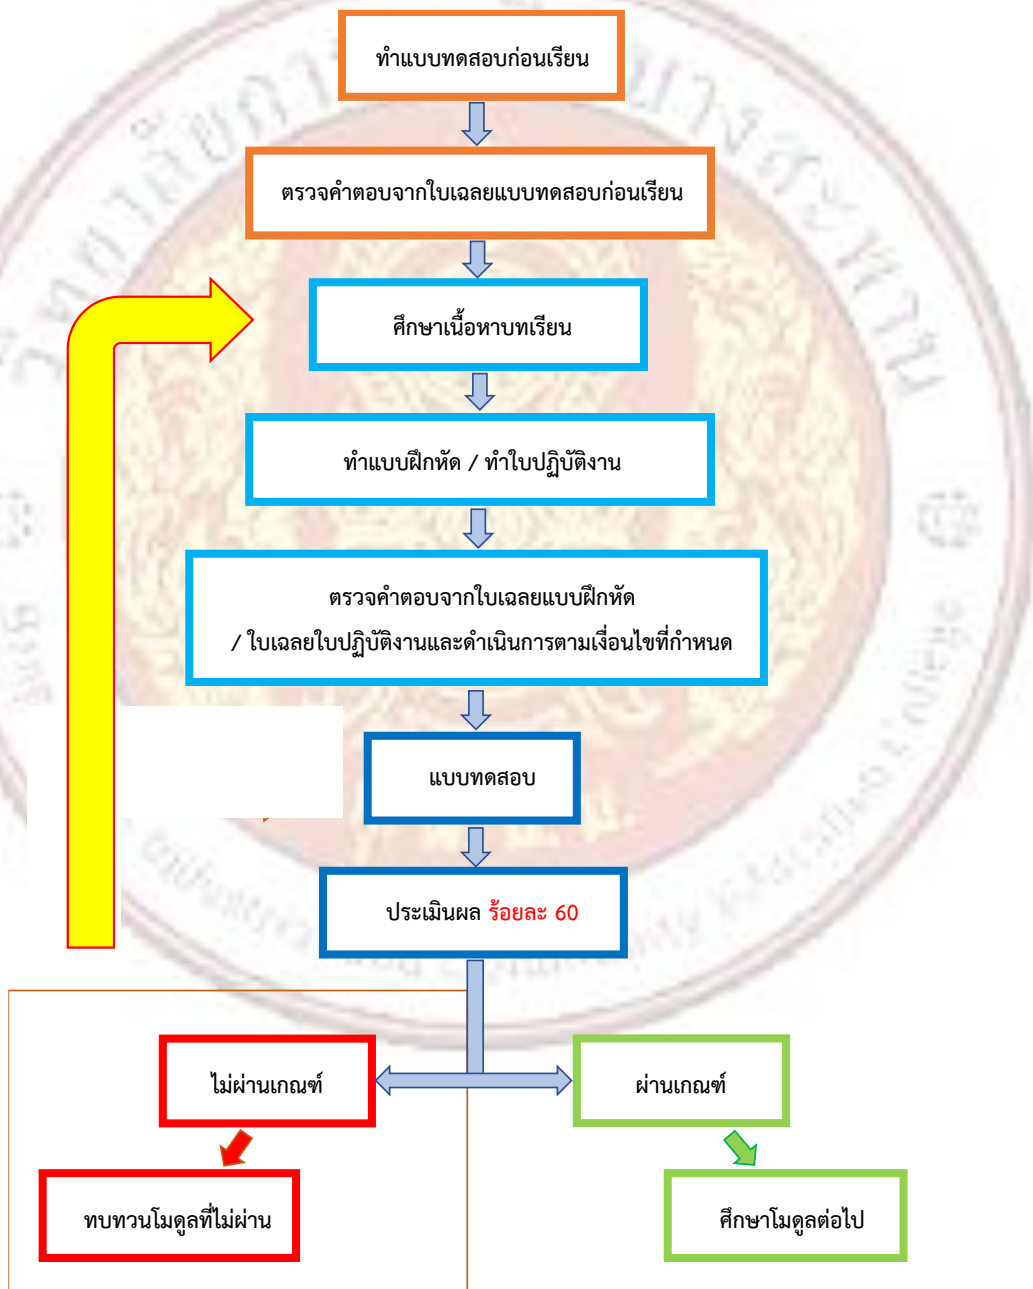 ทำแบบทดสอบก่อนเรียน
ตรวจคำตอบจากใบเฉลยแบบทดสอบก่อนเรียน
ศึกษาเนื้อหาบทเรียน
ทำแบบฝึกหัด / ทำใบปฏิบัติงาน
ตรวจคำตอบจากใบเฉลยแบบฝึกหัด
/ ใบเฉลยใบปฏิบัติงานและดำเนินการตามเงื่อนไขที่กำหนด
แบบทดสอบ
ประเมินผล ร้อยละ 60
ไม่ผ่านเกณฑ์
ผ่านเกณฑ์
ทบทวนโมดูลที่ไม่ผ่าน
ศึกษาโมดูลต่อไป